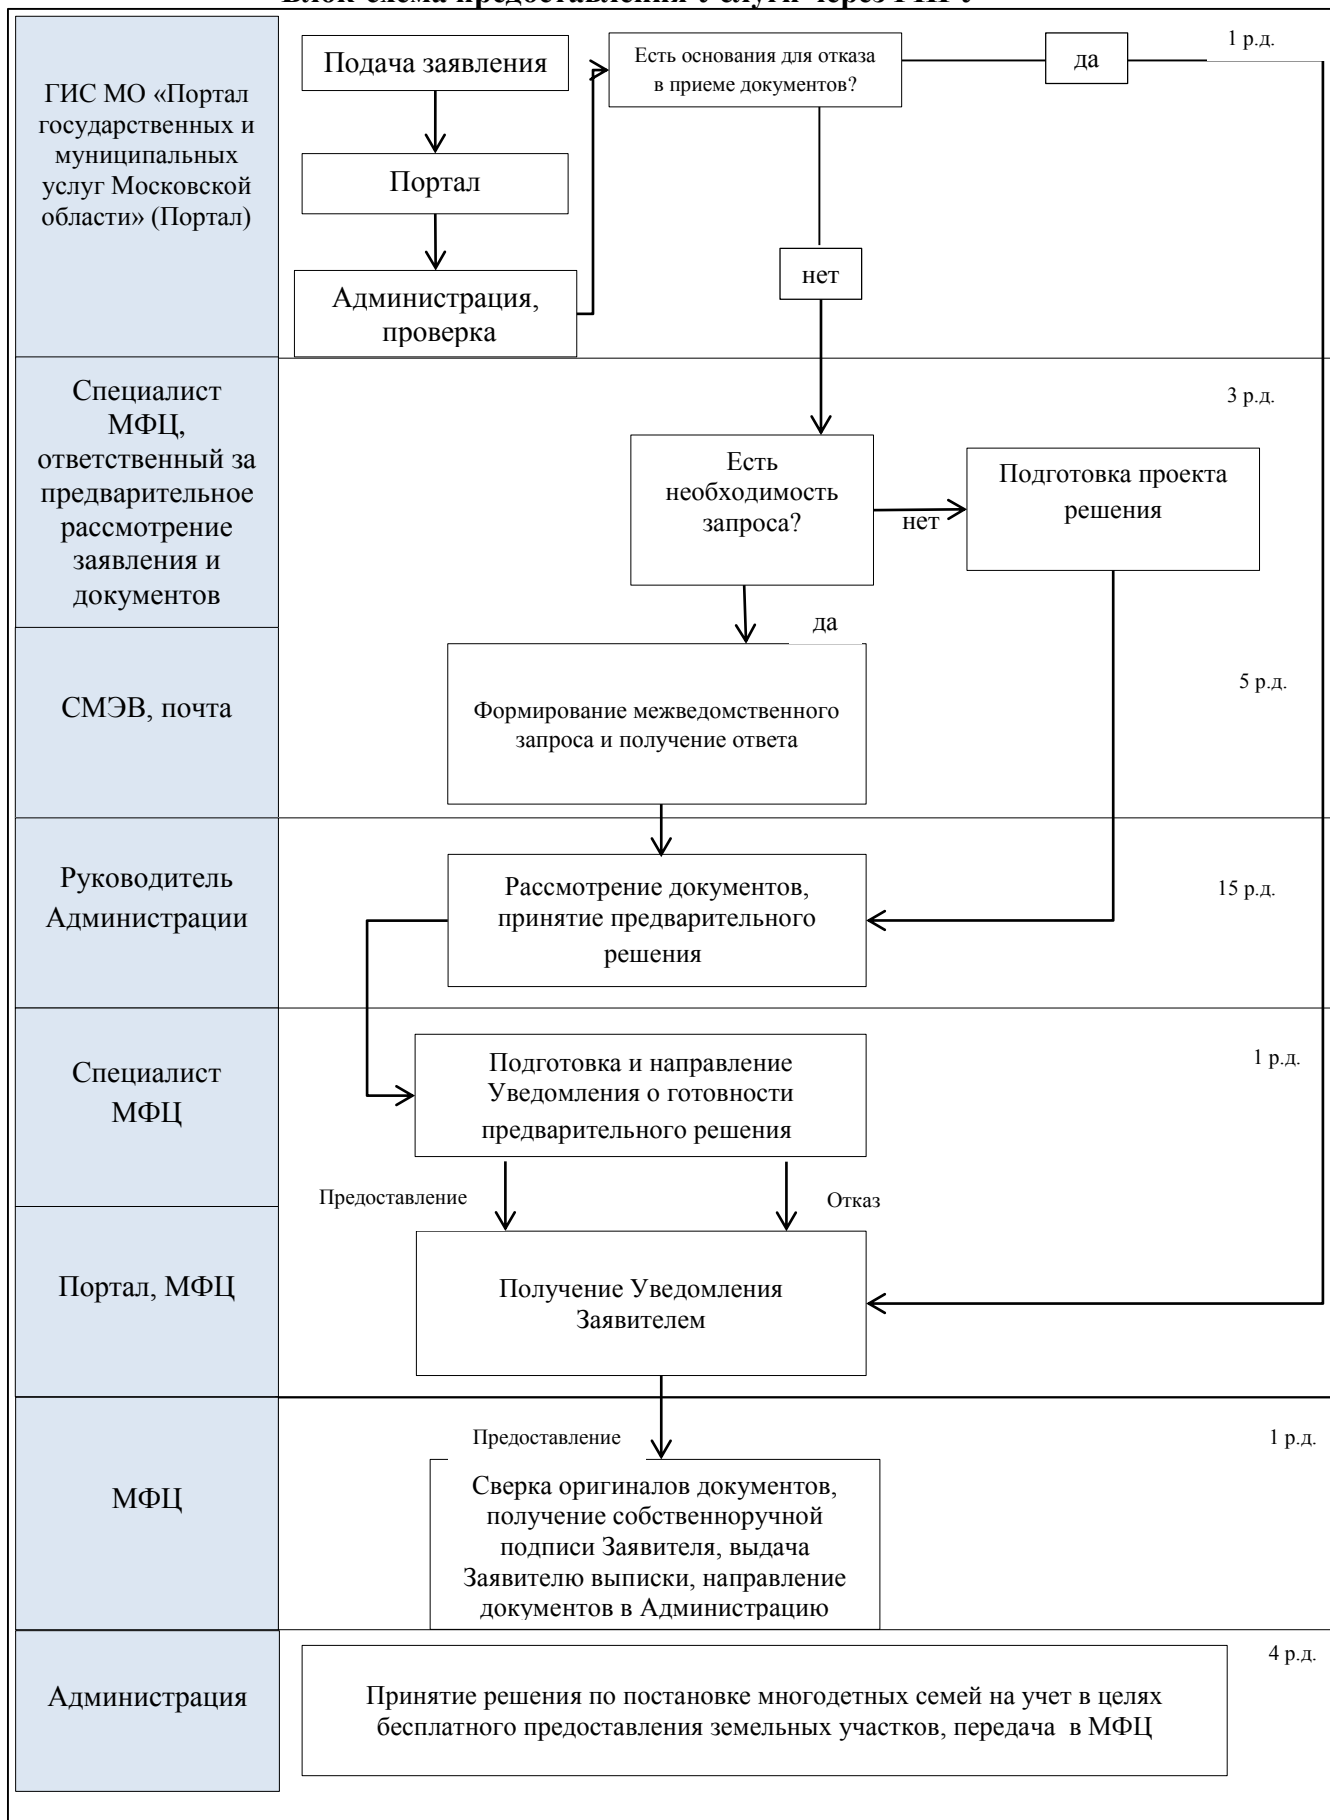 Подача заявления
Есть основания для отказа
в приеме документов?
да
1 р.д.
ГИС МО «Портал
государственных и
муниципальных
услуг Московской
области» (Портал)
Портал
нет
Администрация,
проверка
Специалист
МФЦ,
ответственный за
предварительное
рассмотрение
заявления и
документов
3 р.д.
Есть
необходимость
запроса?
нет
Подготовка проекта
решения
да
СМЭВ, почта
5 р.д.
Формирование межведомственного
запроса и получение ответа
Руководитель
Администрации
Рассмотрение документов,
принятие предварительного
решения
15 р.д.
Специалист
МФЦ
Подготовка и направление
Уведомления о готовности
предварительного решения
1 р.д.
Предоставление
Отказ
Портал, МФЦ
Получение Уведомления
Заявителем
Предоставление
1 р.д.
МФЦ
Сверка оригиналов документов,
получение собственноручной
подписи Заявителя, выдача
Заявителю выписки, направление
документов в Администрацию
4 р.д.
Администрация
Принятие решения по постановке многодетных семей на учет в целях
бесплатного предоставления земельных участков, передача в МФЦ